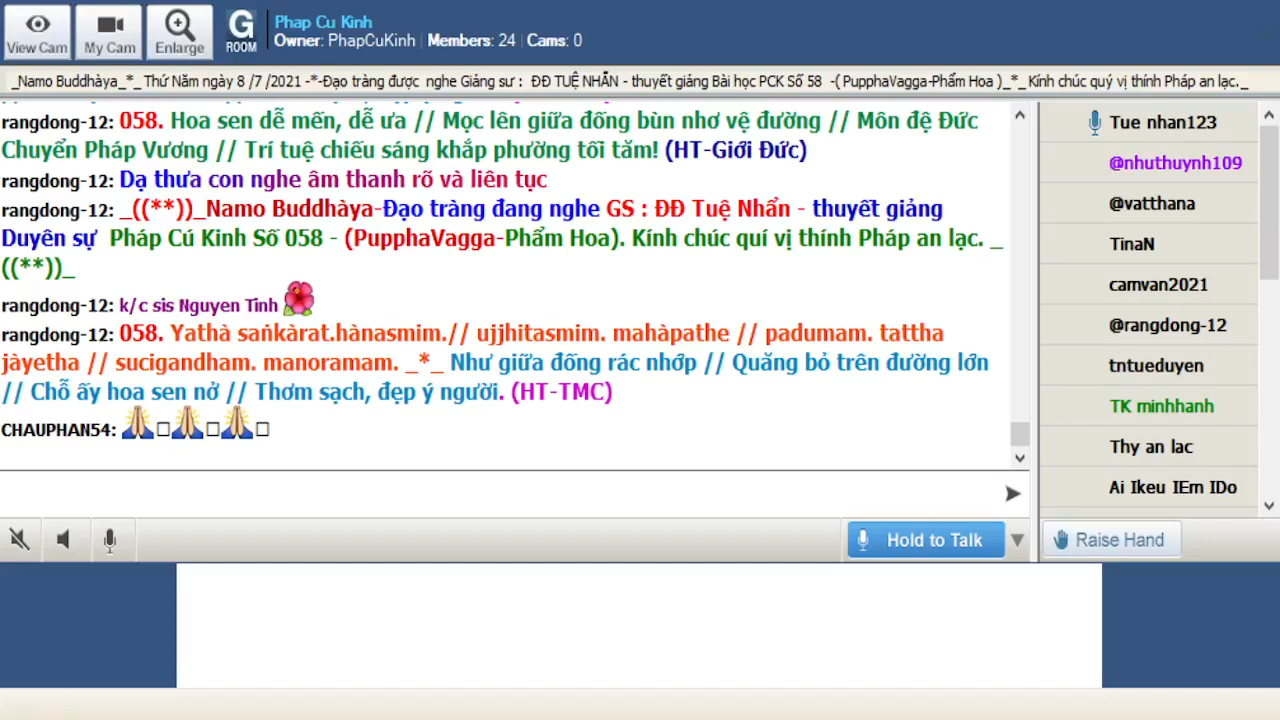 View Cam
My Cam
Enlarge
G
ROOM
Phap Cu Kinh
Owner: PhapCuKinh | Members: 24 | Cams: 0
_Namo Buddhàya_*_ Thứ Năm ngày 8 /7 /2021 -*-Đạo tràng được nghe Giảng sư : ĐĐ TUỆ NHẪN - thuyết giảng Bài học PCK Số 58 -( PupphaVagga-Phẩm Hoa )_*_Kính chúc quý vị thính Pháp an lạc._
rangdong-12: 058. Hoa sen dễ mến, dễ ưa // Mọc lên giữa đống bùn nhơ vệ đường // Môn đệ Đức
Chuyển Pháp Vương // Trí tuệ chiếu sáng khắp phường tối tăm! (HT-Giới Đức)
rangdong-12: Dạ thưa con nghe âm thanh rõ và liên tục
rangdong-12: _((**))_Namo Buddhàya-Đạo tràng đang nghe GS : ĐĐ Tuệ Nhẩn - thuyết giảng
Duyên sự Pháp Cú Kinh Số 058 - (PupphaVagga-Phẩm Hoa). Kính chúc quí vị thính Pháp an lạc. _
((**))_
rangdong-12: k/c sis Nguyen Tinh
rangdong-12: 058. Yathà saṅkàrat.hànasmim.// ujjhitasmim. mahàpathe // padumam. tattha
jàyetha // sucigandham. manoramam. _*_ Như giữa đống rác nhớp // Quăng bỏ trên đường lớn
// Chỗ ấy hoa sen nở // Thơm sạch, đẹp ý người. (HT-TMC)
CHAUPHAN54:
Tue nhan123
@nhuthuynh109
@vatthana
TinaN
camvan2021
@rangdong-12
tntueduyen
TK minhhanh
Thy an lac
Ai Ikeu IEm IDo
Hold to Talk
Raise Hand